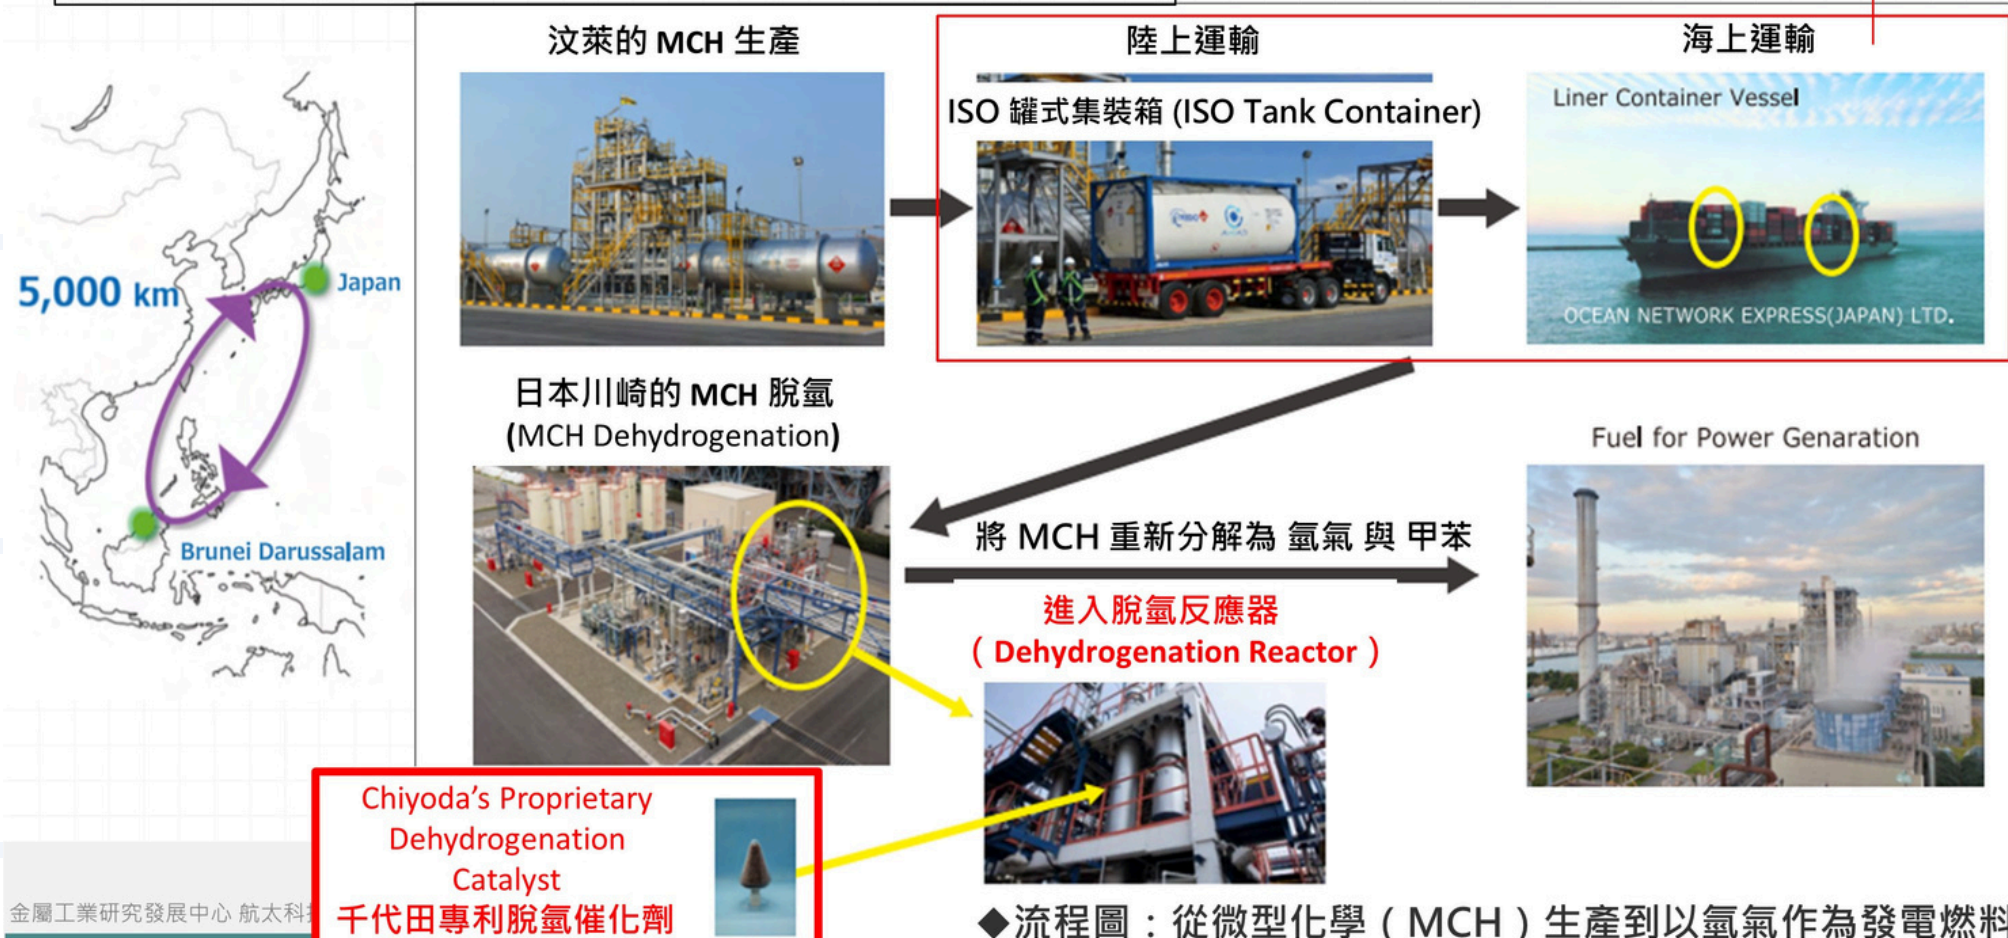 汶萊的 MCH 生產
陸上運輸
海上運輸
ISO 罐式集裝箱 (ISO Tank Container)
Liner Container Vessel
OCEAN NETWORK EXPRESS(JAPAN) LTD.
5,000 km
Japan
Brunei Darussalam
日本川崎的 MCH 脫氫
(MCH Dehydrogenation)
Fuel for Power Genaration
將 MCH 重新分解為 氫氣 與 甲苯
進入脫氫反應器
（ Dehydrogenation Reactor ）
Chiyoda’s Proprietary
Dehydrogenation
Catalyst
千代田專利脫氫催化劑
金屬工業研究發展中心 航太科
◆流程圖：從微型化學（MCH）生產到以氫氣作為發電燃料